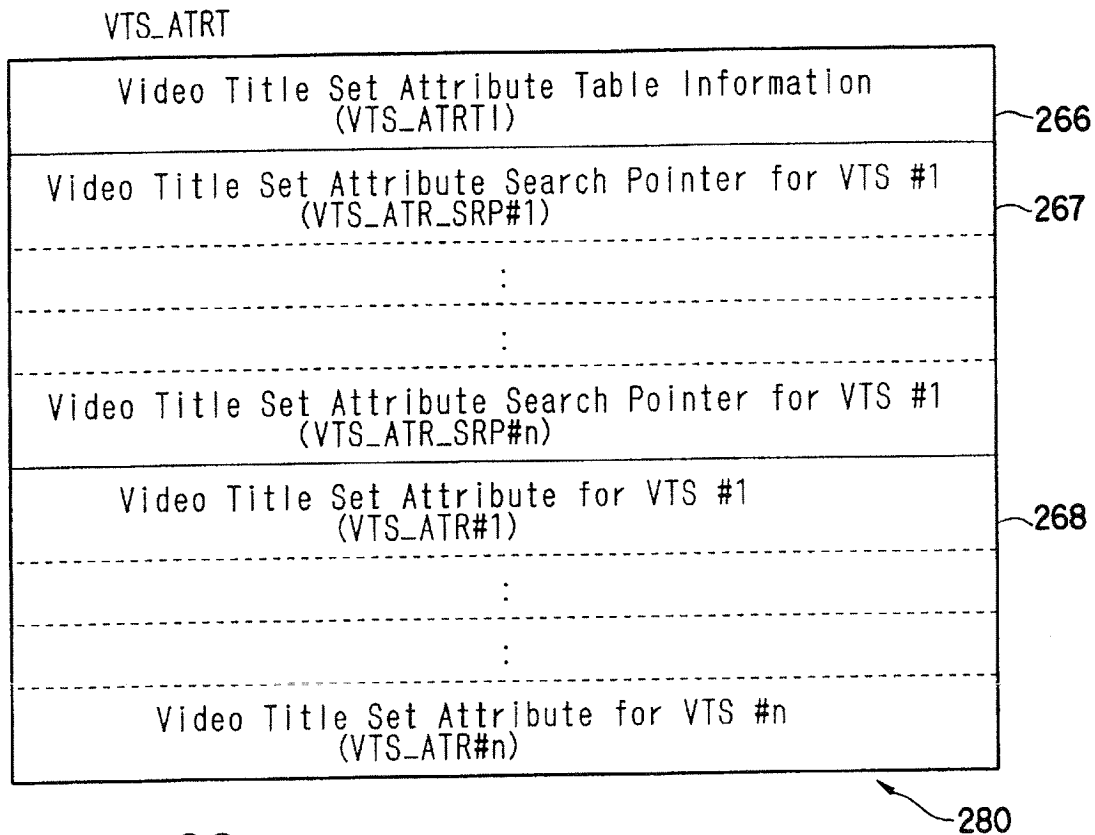 VTS_ATRT
Video Title Set Attribute Table Information
(VTS_ATRTI)
266
Video Title Set Attribute Search Pointer for VTS #1
(VTS_ATR_SRP#1)
267
:
:
Video Title Set Attribute Search Pointer for VTS #1
(VTS_ATR_SRP#n)
Video Title Set Attribute for VTS #1
(VTS_ATR#1)
268
:
:
Video Title Set Attribute for VTS #n
(VTS_ATR#n)
280